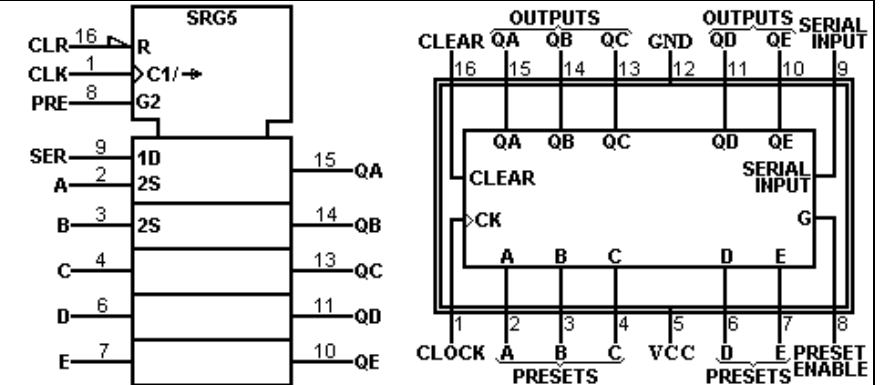 SRG5
CLR 16 R
CLK 1 C1/
PRE 8 G2
SER 9 1D
A 2 2S 15 QA
B 3 2S 14 QB
C 4 13 QC
D 6 11 QD
E 7 10 QE
OUTPUTS OUTPUTS SERIAL INPUT
CLEAR QA QB QC GND QD QE
16 15 14 13 12 11 10 9
QA QB QC QD QE
CLEAR SERIAL INPUT
CK G
A B C D E
1 2 3 4 5 6 7 8
CLOCK A B C VCC D E PRESET ENABLE
PRESETS PRESETS